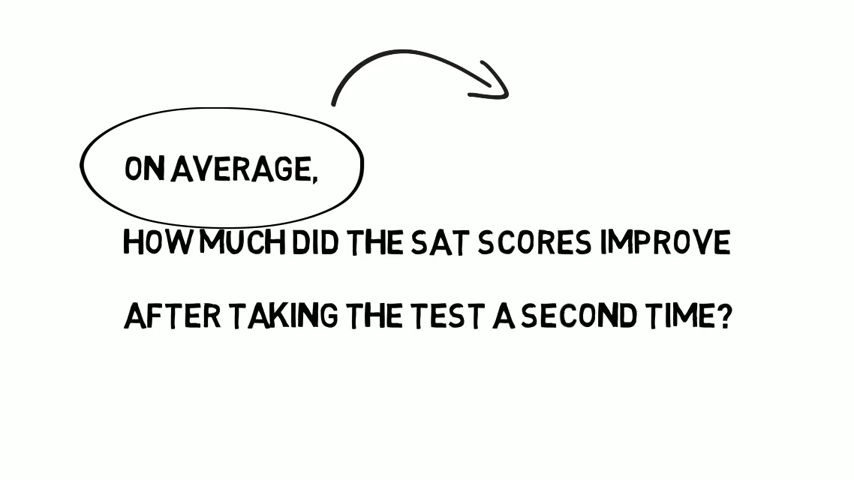 ON AVERAGE,
HOW MUCH DID THE SAT SCORES IMPROVE
AFTER TAKING THE TEST A SECOND TIME?